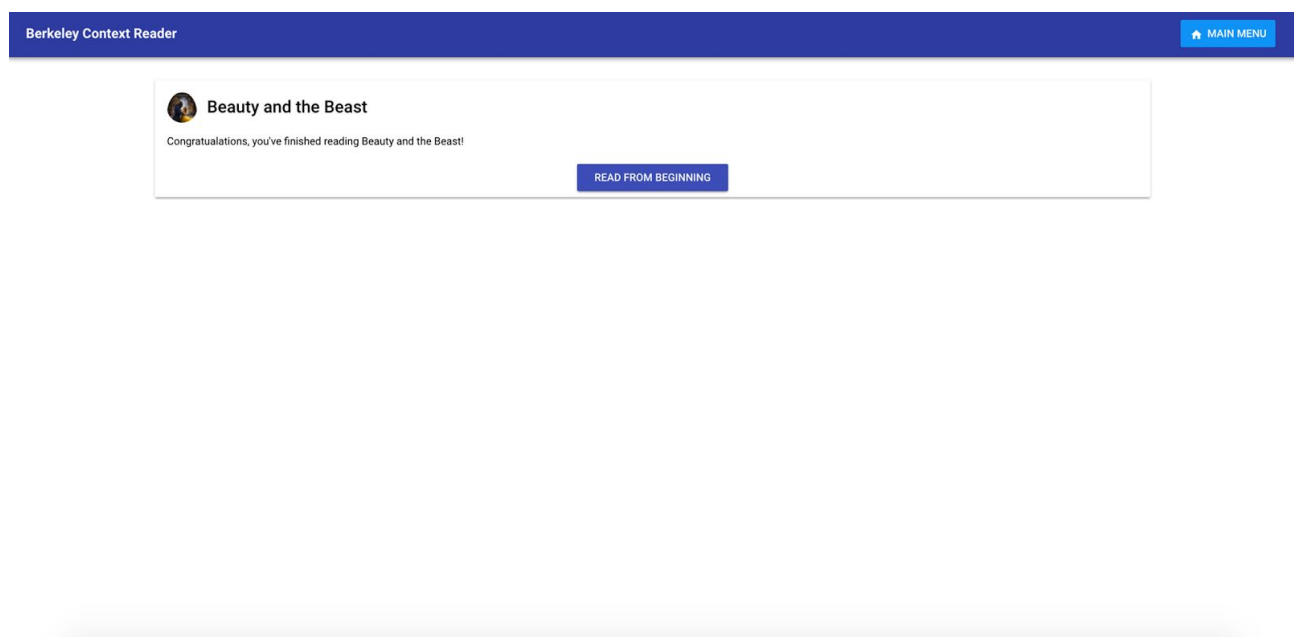 Berkeley Context Reader
MAIN MENU
Beauty and the Beast
Congratualations, you've finished reading Beauty and the Beast!
READ FROM BEGINNING